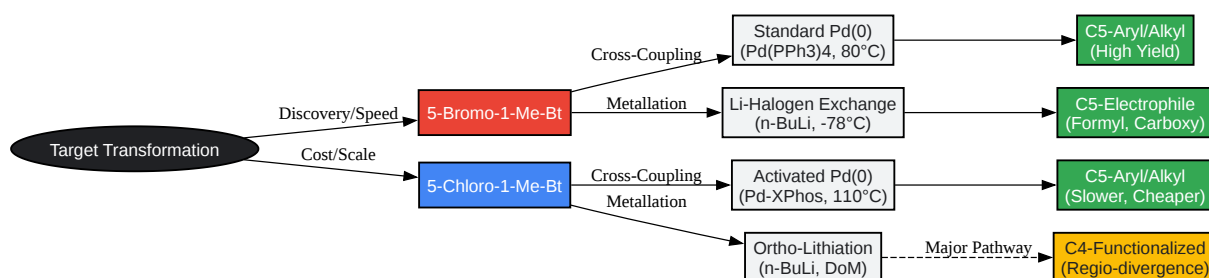 Target Transformation
Discovery/Speed
Cost/Scale
5-Bromo-1-Me-Bt
5-Chloro-1-Me-Bt
Cross-Coupling
Standard Pd(0)
(Pd(PPh3)4, 80°C)
C5-Aryl/Alkyl
(High Yield)
Metallation
Li-Halogen Exchange
(n-BuLi, -78°C)
C5-Electrophile
(Formyl, Carboxy)
Cross-Coupling
Activated Pd(0)
(Pd-XPhos, 110°C)
C5-Aryl/Alkyl
(Slower, Cheaper)
Metallation
Ortho-Lithiation
(n-BuLi, DoM)
Major Pathway
C4-Functionalized
(Regio-divergence)